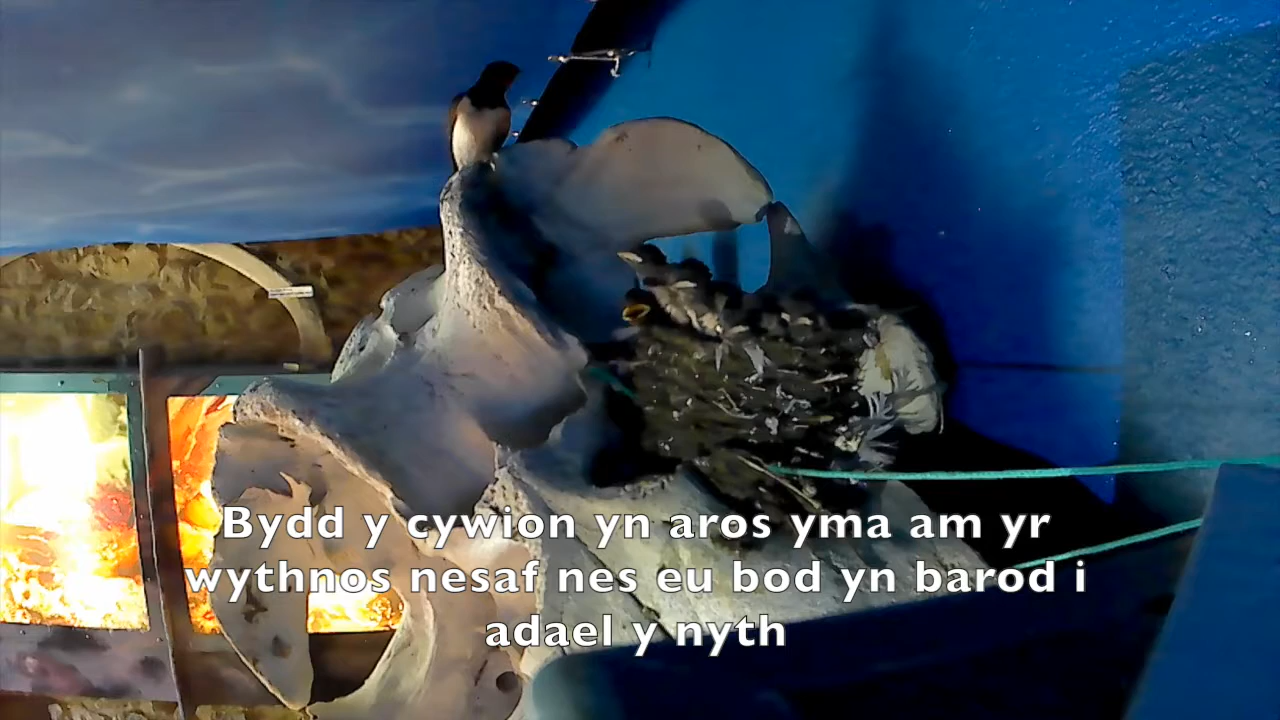 Bydd y cywion yn aros yma am yr
wythnos nesaf nes eu bod yn barod i
adael y nyth